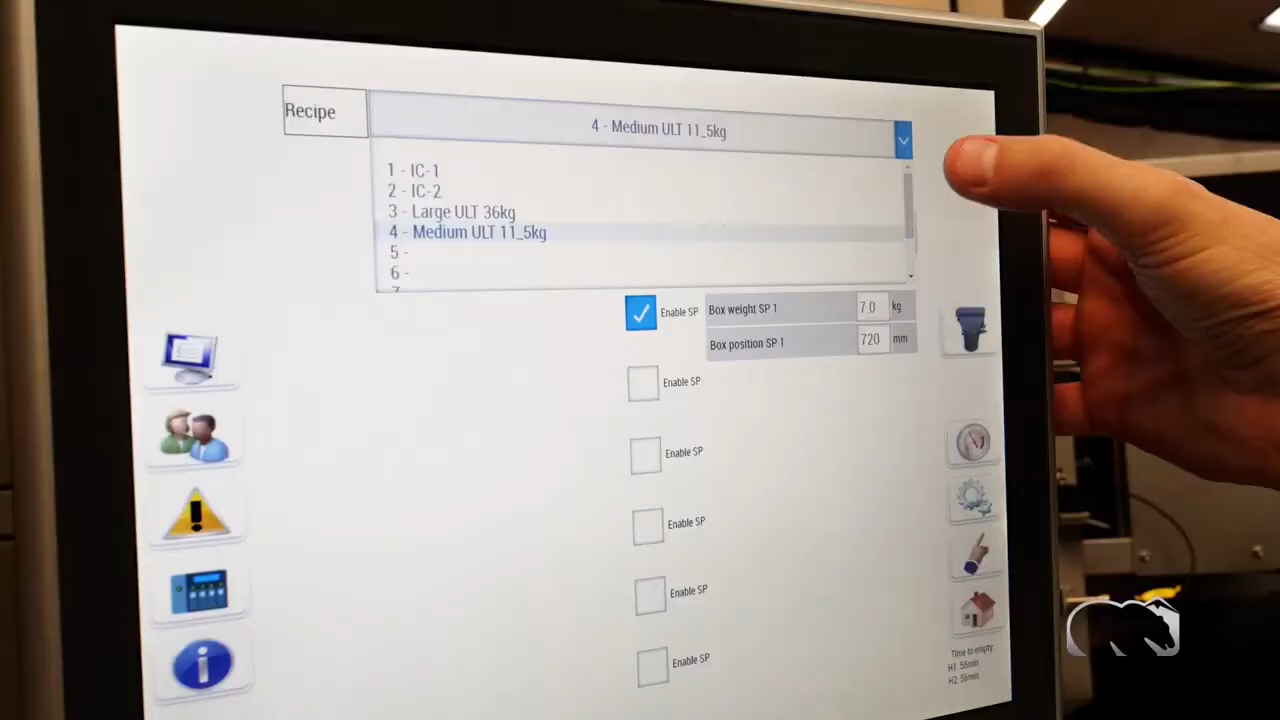 Recipe
4 - Medium ULT 11_5kg
1 - IC-1
2 - IC-2
3 - Large ULT 36kg
4 - Medium ULT 11_5kg
5 -
6 -
Enable SP
Box weight SP 1
7.0
kg
Box position SP 1
720
mm
Enable SP
Enable SP
Enable SP
Enable SP
Enable SP
Time to empty:
H1: 56min
H2: 56min